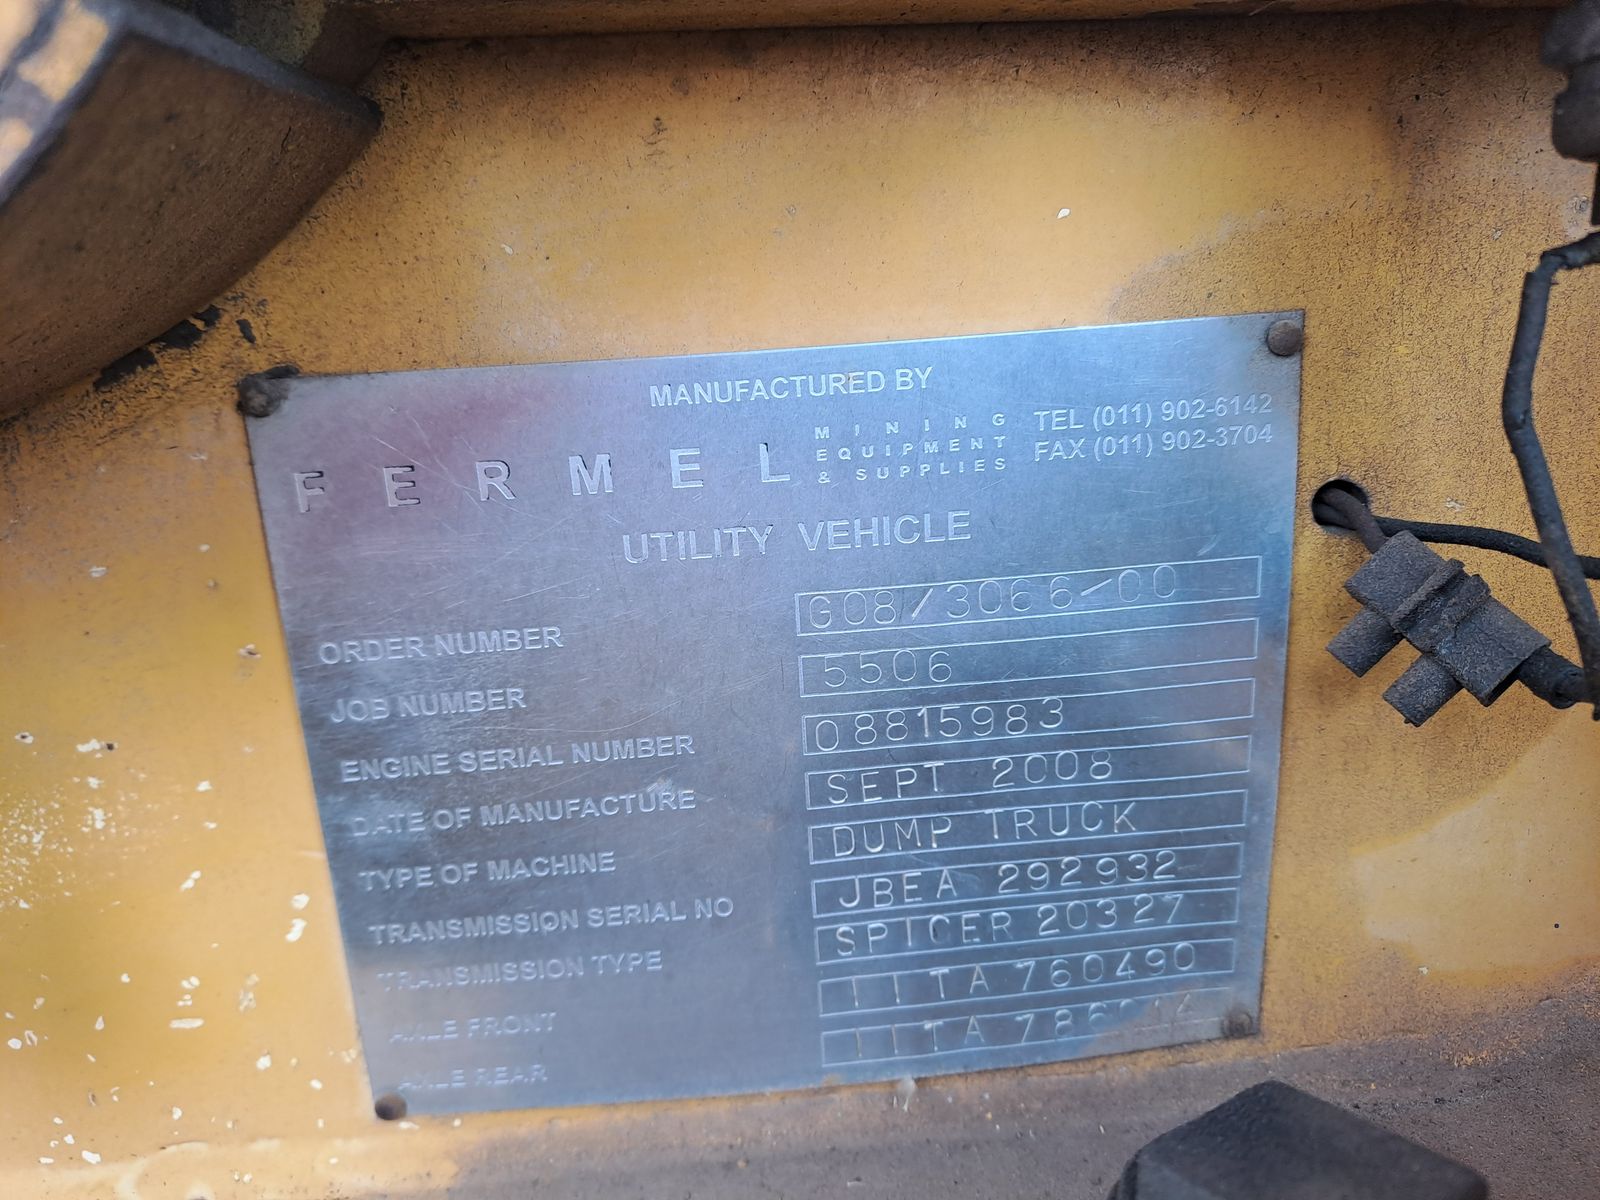 MANUFACTURED BY
FERMEL
MINING
EQUIPMENT
& SUPPLIES
TEL (011) 902-6142
FAX (011) 902-3704
UTILITY VEHICLE
ORDER NUMBER G08/3066-00
JOB NUMBER 5506
ENGINE SERIAL NUMBER 08815983
DATE OF MANUFACTURE SEPT 2008
TYPE OF MACHINE DUMP TRUCK
TRANSMISSION SERIAL NO JBEA 292932
TRANSMISSION TYPE SPICER 20327
AXLE FRONT IITA 760490
AXLE REAR IITA